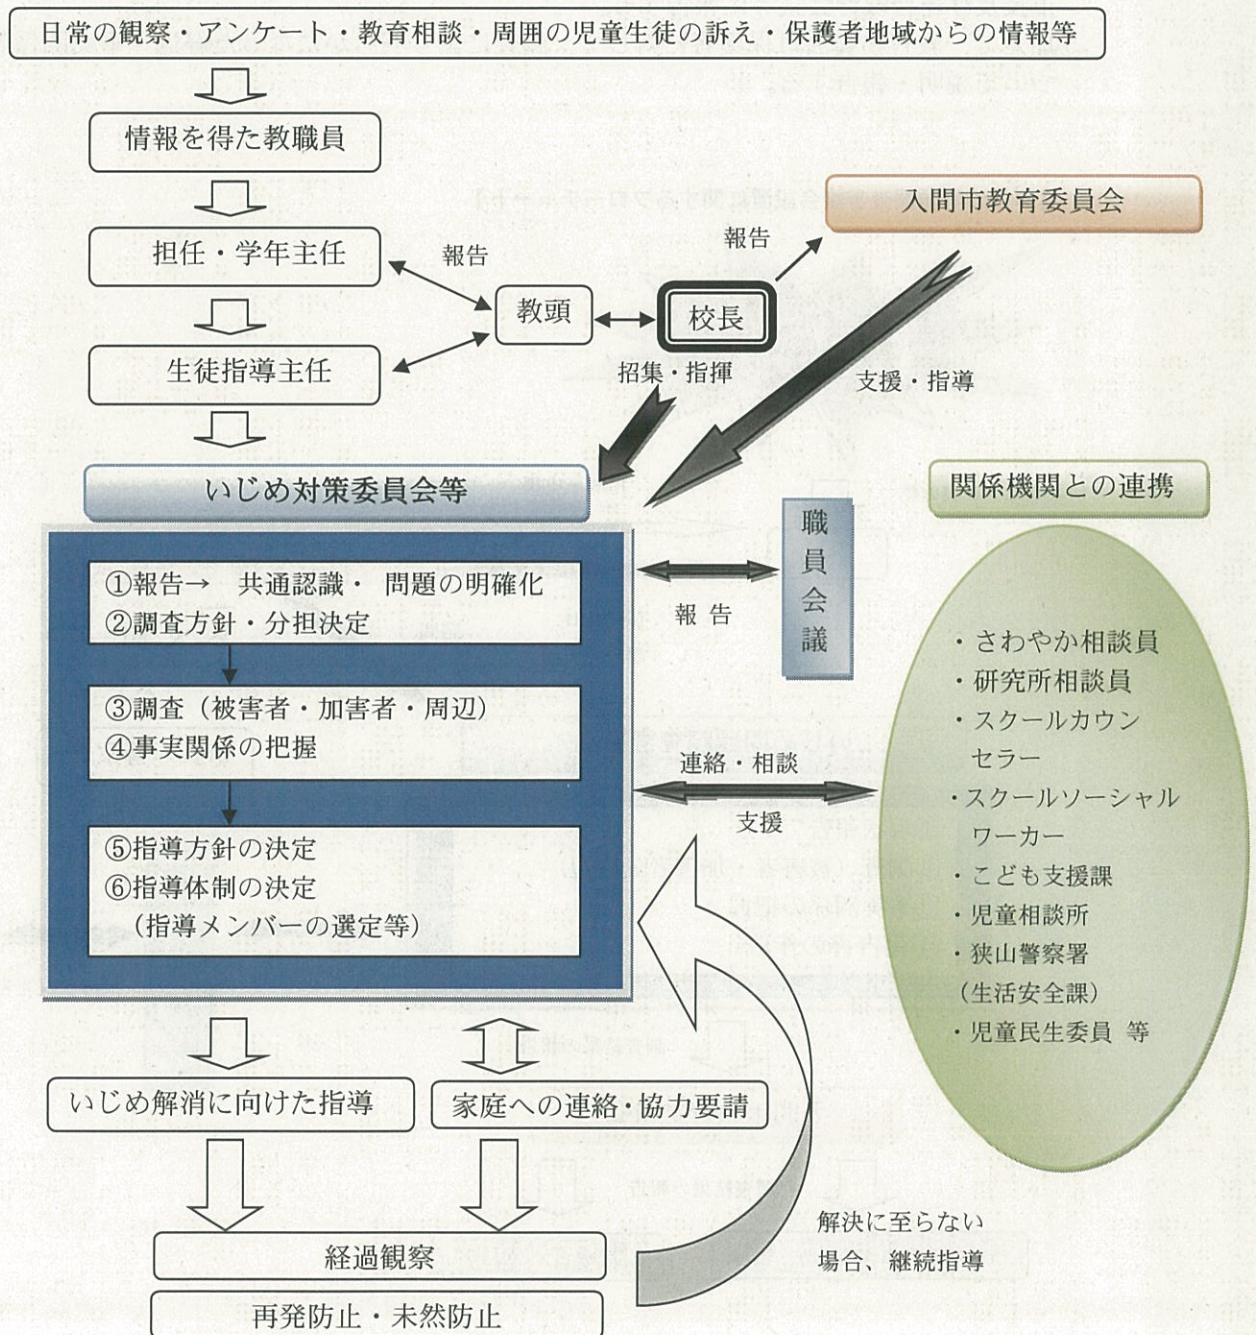 日常の観察・アンケート・教育相談・周囲の児童生徒の訴え・保護者地域からの情報等
情報を得た教職員
入間市教育委員会
担任・学年主任
報告
報告
教頭
校長
生徒指導主任
招集・指揮
支援・指導
いじめ対策委員会等
関係機関との連携
職員会議
①報告→　共通認識・　問題の明確化
②調査方針・分担決定
報 告
③調査（被害者・加害者・周辺）
④事実関係の把握
連絡・相談
支援
⑤指導方針の決定
⑥指導体制の決定
（指導メンバーの選定等）
・さわやか相談員
・研究所相談員
・スクールカウン
セラー
・スクールソーシャル
ワーカー
・こども支援課
・児童相談所
・狭山警察署
（生活安全課）
・児童民生委員 等
いじめ解消に向けた指導
家庭への連絡・協力要請
解決に至らない
場合、継続指導
経過観察
再発防止・未然防止